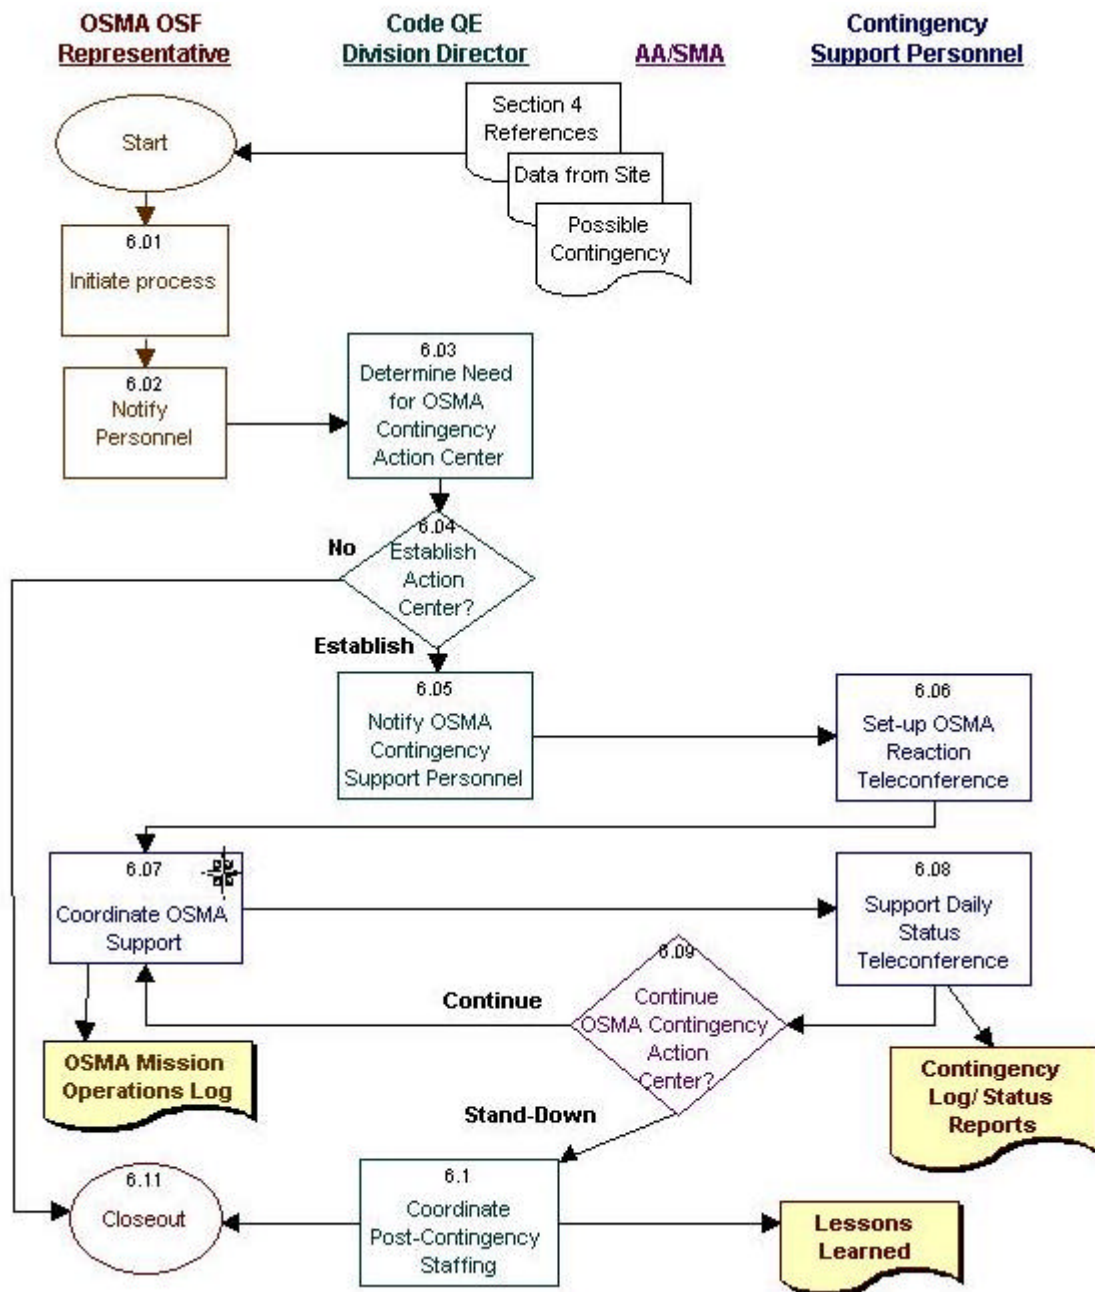 OSMA OSF
Representative
Code QE
Division Director
AA/SMA
Contingency
Support Personnel
Start
Section 4
References
Data from Site
Possible
Contingency
6.01
Initiate process
6.02
Notify
Personnel
6.03
Determine Need
for OSMA
Contingency
Action Center
6.04
Establish
Action
Center?
No
Establish
6.05
Notify OSMA
Contingency
Support Personnel
6.06
Set-up OSMA
Reaction
Teleconference
6.07
Coordinate OSMA
Support
6.08
Support Daily
Status
Teleconference
6.09
Continue
OSMA Contingency
Action
Center?
Continue
Stand-Down
OSMA Mission
Operations Log
Contingency
Log/ Status
Reports
6.11
Closeout
6.1
Coordinate
Post-Contingency
Staffing
Lessons
Learned